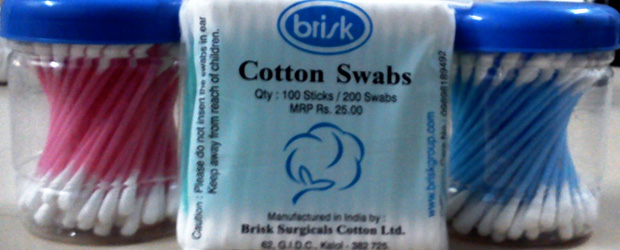 brisk
Cotton Swabs
Qty : 100 Sticks / 200 Swabs
MRP Rs. 25.00
Manufactured in India by :
Brisk Surgicals Cotton Ltd.
62, G.I.D.C., Kalol - 382 725.
Caution : Please do not insert the swabs in ear
Keep away from reach of children.
www.briskgroup.com